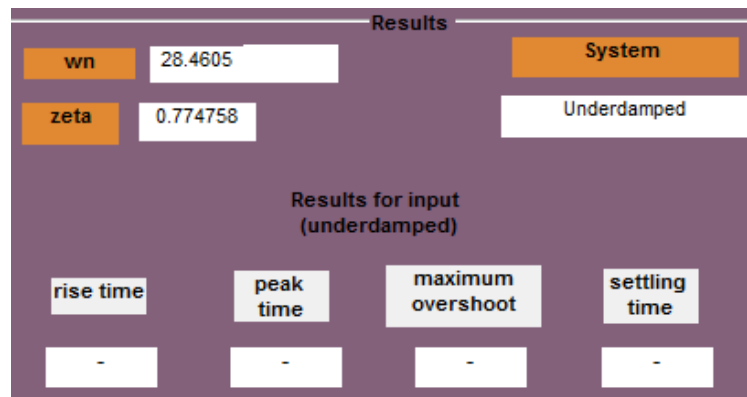 Results
wn 28.4605 System
zeta 0.774758 Underdamped
Results for input
(underdamped)
rise time peak time maximum overshoot settling time
- - - -